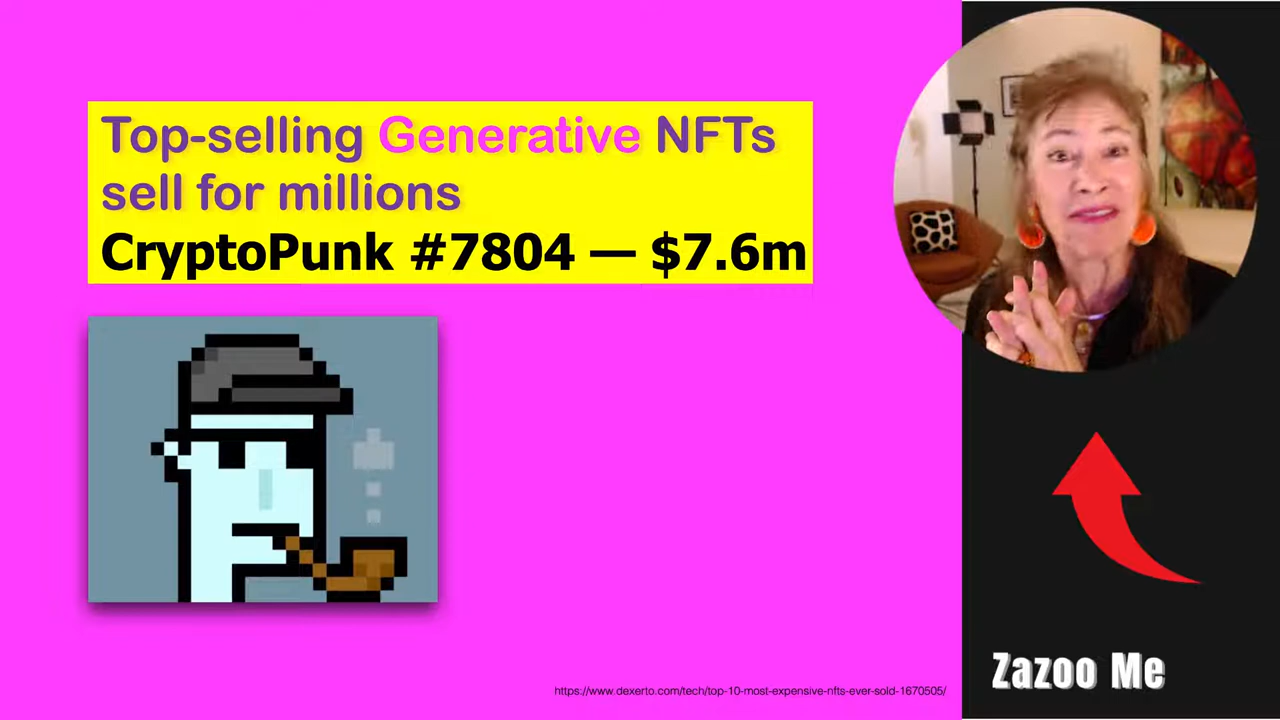 Top-selling Generative NFTs
sell for millions
CryptoPunk #7804 — $7.6m
https://www.dexerto.com/tech/top-10-most-expensive-nfts-ever-sold-1670505/
Zazoo Me